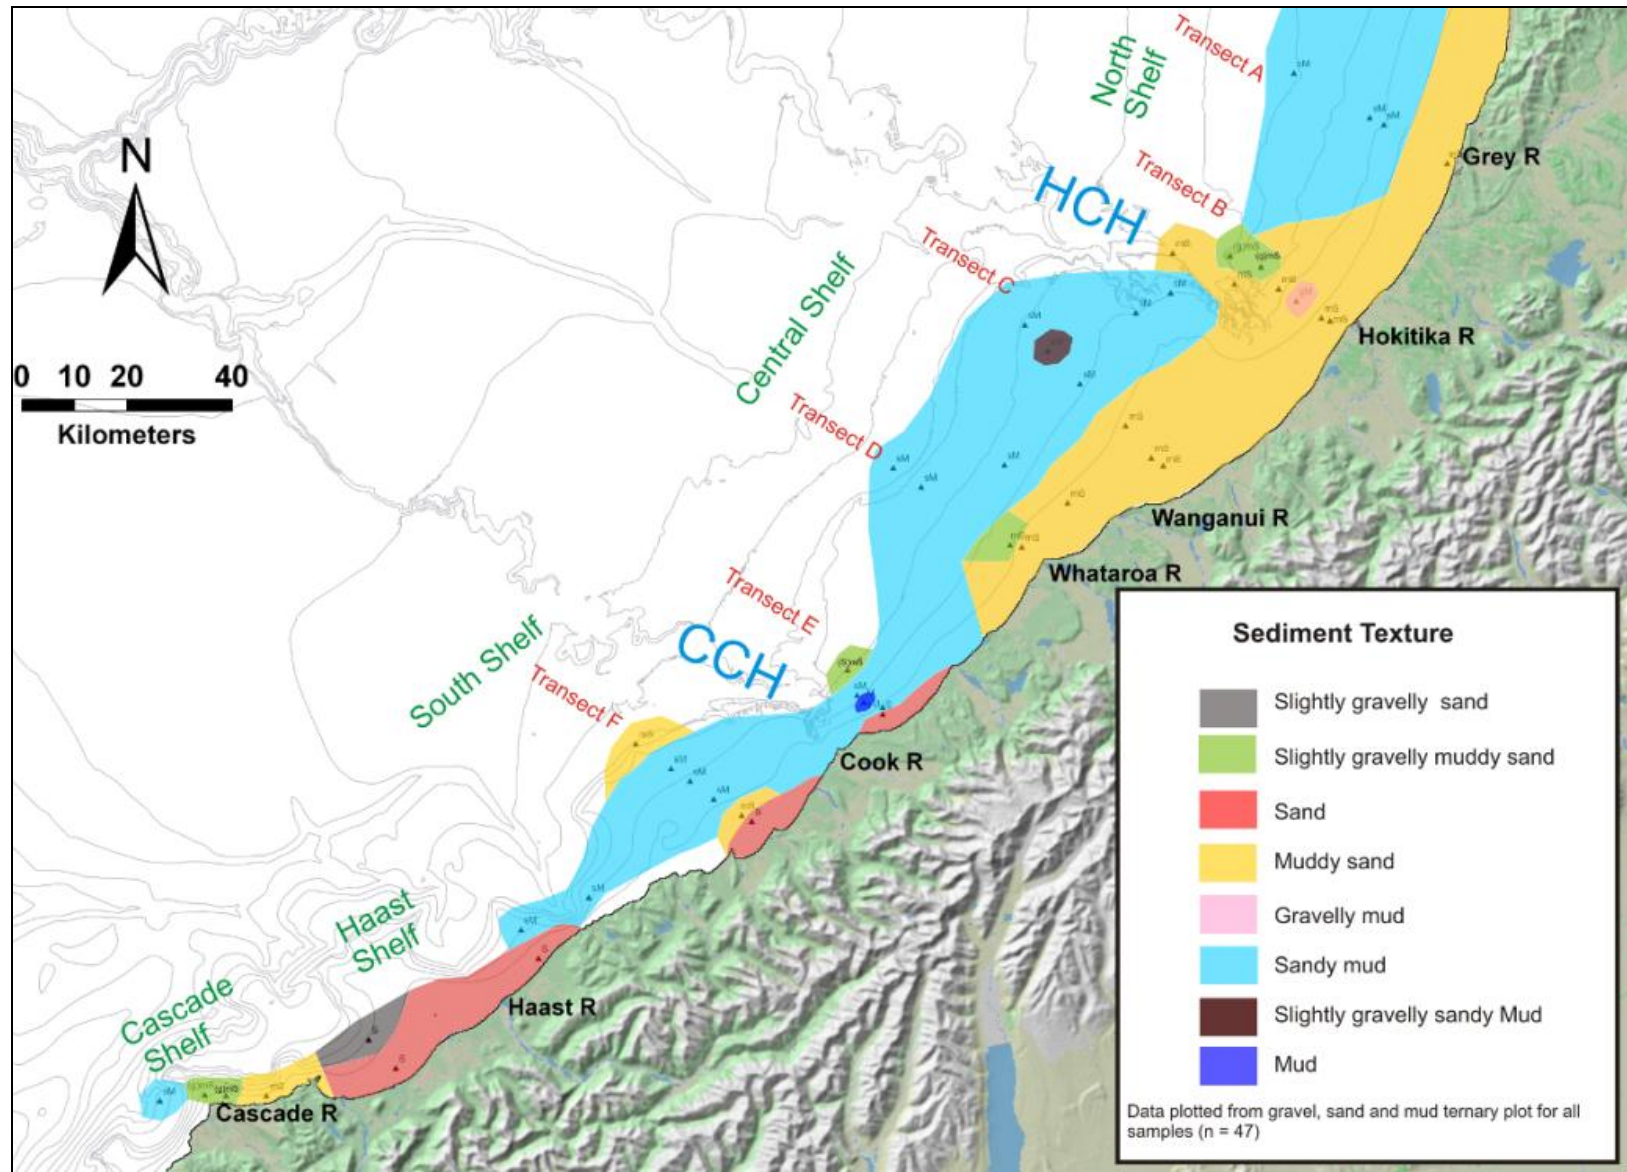 Transect A
North
Shelf
Grey R
N
Transect B
HCH
Transect C
Central Shelf
Hokitika R
0 10 20 40
Kilometers
Transect D
Wanganui R
Whataroa R
Transect E
CCH
South Shelf
Transect F
Cook R
Haast
Shelf
Haast R
Cascade
Shelf
Cascade R
Sediment Texture
Slightly gravelly sand
Slightly gravelly muddy sand
Sand
Muddy sand
Gravelly mud
Sandy mud
Slightly gravelly sandy Mud
Mud
Data plotted from gravel, sand and mud ternary plot for all
samples (n = 47)